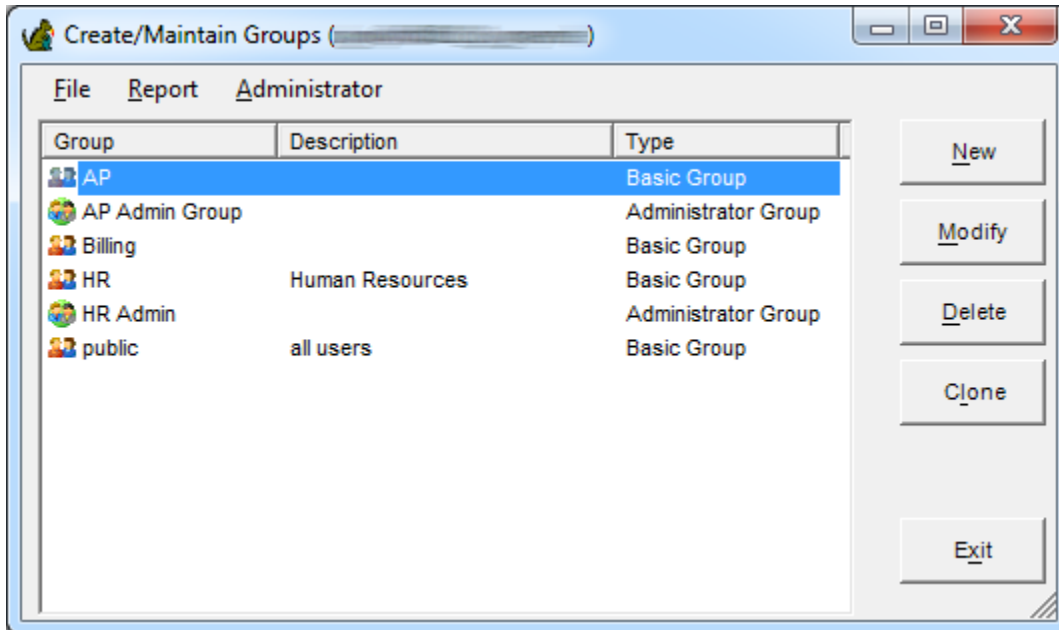 Create/Maintain Groups ( )
File Report Administrator
Group Description Type
AP Basic Group
AP Admin Group Administrator Group
Billing Basic Group
HR Human Resources Basic Group
HR Admin Administrator Group
public all users Basic Group
New
Modify
Delete
Clone
Exit